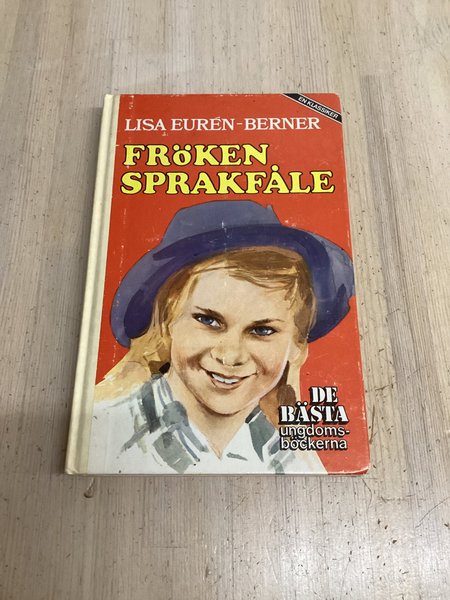 EN KLASSIKER
LISA EURÉN-BERNER
FRÖKEN
SPRAKFÅLE
DE
BÄSTA
ungdoms-
böckerna